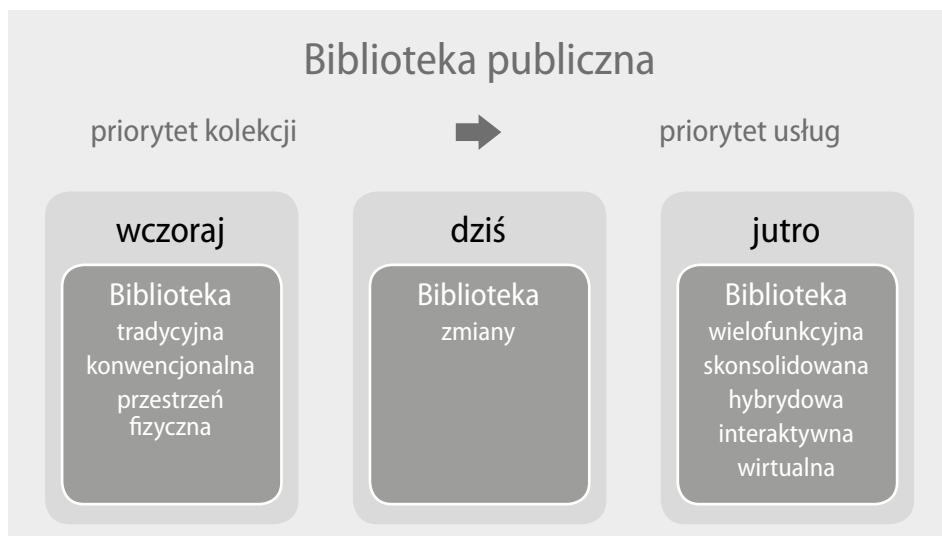 Biblioteka publiczna
priorytet kolekcji
priorytet usług
wczoraj
Biblioteka
tradycyjna
konwencjonalna
przestrzeń
fizyczna
dziś
Biblioteka
zmiany
jutro
Biblioteka
wielofunkcyjna
skonsolidowana
hybrydowa
interaktywna
wirtualna